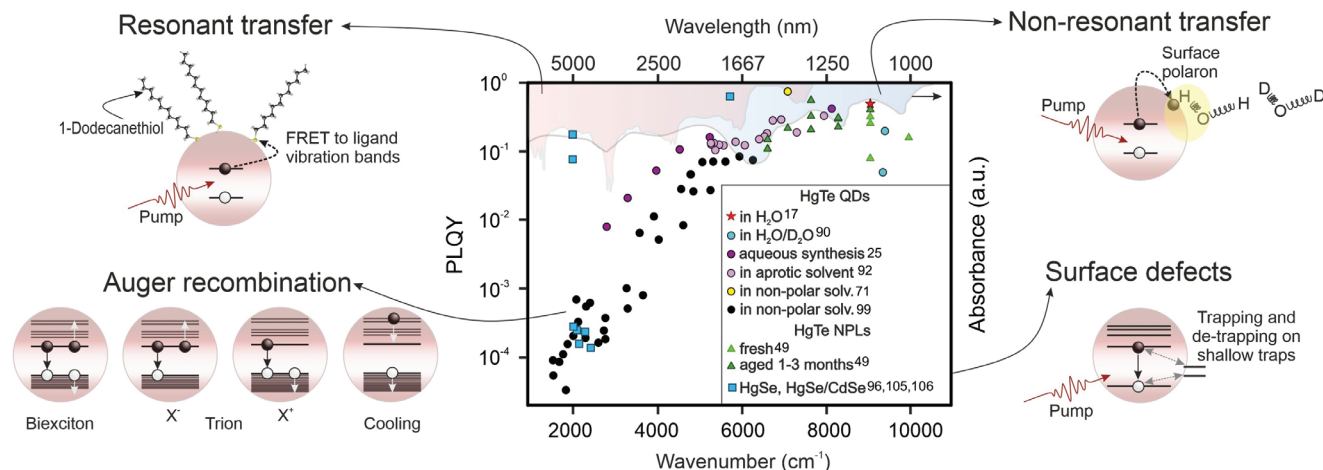 Resonant transfer
1-Dodecanethiol
FRET to ligand
vibration bands
Pump
Auger recombination
Biexciton
X⁻
Trion
X⁺
Cooling
Wavelength (nm)
5000 2500 1667 1250 1000
PLQY
10⁰
10⁻¹
10⁻²
10⁻³
10⁻⁴
HgTe QDs
in H₂O¹⁷
in H₂O/D₂O⁹⁰
aqueous synthesis²⁵
in aprotic solvent⁹²
in non-polar solv.⁷¹
in non-polar solv.⁹⁹
HgTe NPLs
fresh⁴⁹
aged 1-3 months⁴⁹
HgSe, HgSe/CdSe⁹⁶,¹⁰⁵,¹⁰⁶
2000 4000 6000 8000 10000
Wavenumber (cm⁻¹)
Absorbance (a.u.)
Non-resonant transfer
Surface
polaron
Pump
H
O
H
D
O
D
Surface defects
Trapping and
de-trapping on
shallow traps
Pump